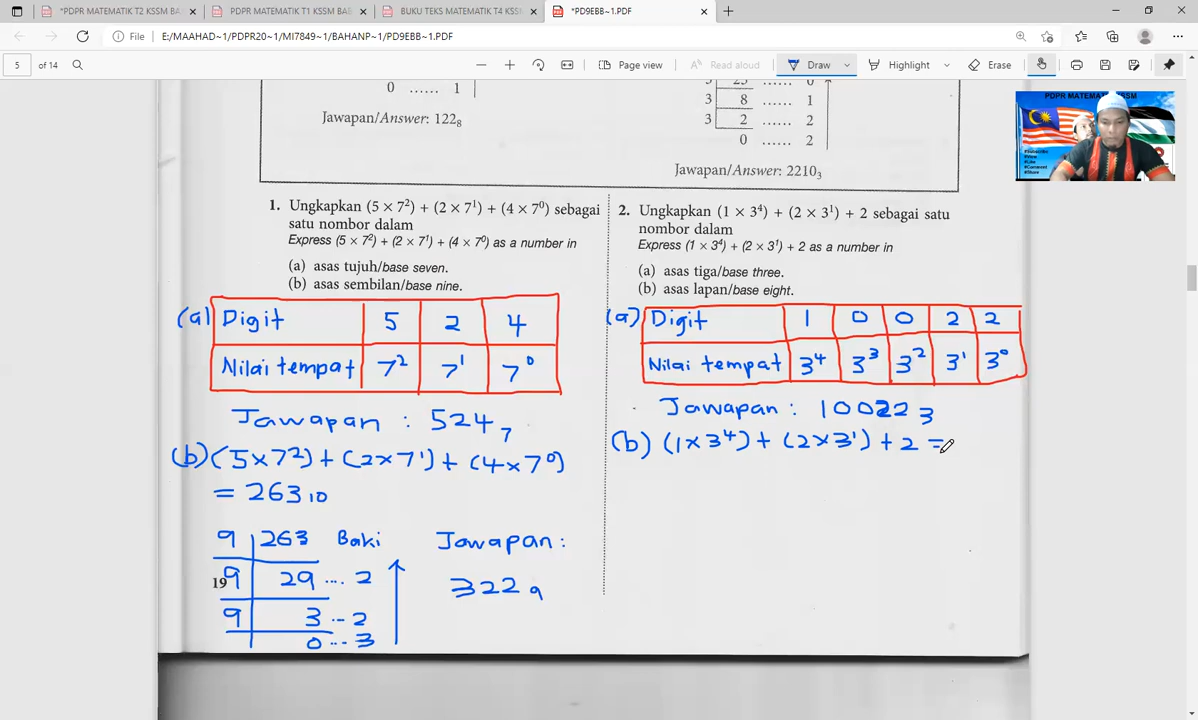 *PDPR MATEMATIK T2 KSSM BA
PDPR MATEMATIK T1 KSSM BAB
BUKU TEKS MATEMATIK T4 KSSM
*PD9EBB~1.PDF
File
E:/MAAHAD~1/PDPR20~1/MI7849~1/BAHANP~1/PD9EBB~1.PDF
5 of 14
Page view
Read aloud
Draw
Highlight
Erase
0 ...... 1
Jawapan/Answer: 122₈
3 8 ...... 1
3 2 ...... 2
0 ...... 2
Jawapan/Answer: 2210₃
1. Ungkapkan (5 × 7²) + (2 × 7¹) + (4 × 7⁰) sebagai
satu nombor dalam
Express (5 × 7²) + (2 × 7¹) + (4 × 7⁰) as a number in
(a) asas tujuh/base seven.
(b) asas sembilan/base nine.
(a) Digit 5 2 4
Nilai tempat 7² 7¹ 7⁰
Jawapan : 524₇
(b) (5×7²) + (2×7¹) + (4×7⁰)
= 263₁₀
9 263 Baki
9 29 .... 2
9 3 ... 2
0 ... 3
Jawapan:
322₉
19
2. Ungkapkan (1 × 3⁴) + (2 × 3¹) + 2 sebagai satu
nombor dalam
Express (1 × 3⁴) + (2 × 3¹) + 2 as a number in
(a) asas tiga/base three.
(b) asas lapan/base eight.
(a) Digit 1 0 0 2 2
Nilai tempat 3⁴ 3³ 3² 3¹ 3⁰
Jawapan : 10022₃
(b) (1×3⁴) + (2×3¹) + 2 =